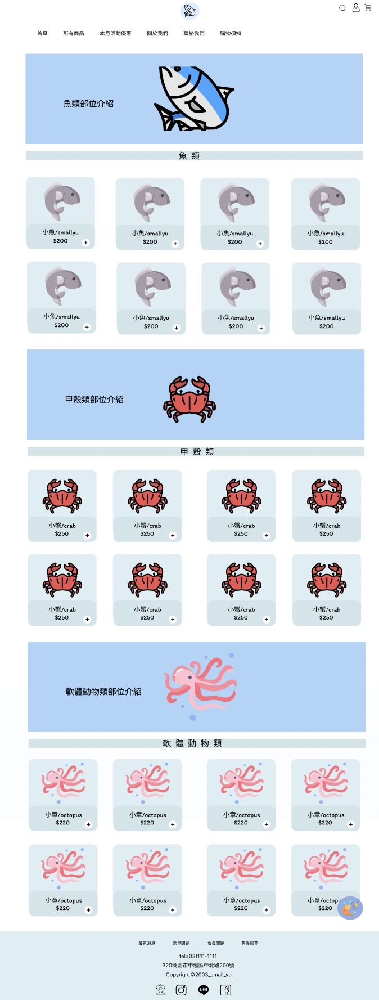 首頁 所有商品 本月活動優惠 關於我們 聯絡我們 購物須知
魚類部位介紹
魚 類
小魚/smallyu 小魚/smallyu 小魚/smallyu 小魚/smallyu
$200 $200 $200 $200
+ + +
小魚/smallyu 小魚/smallyu 小魚/smallyu 小魚/smallyu
$200 $200 $200 $200
+ + +
甲殼類部位介紹
甲 殼 類
小蟹/crab 小蟹/crab 小蟹/crab 小蟹/crab
$250 $250 $250 $250
+ + +
小蟹/crab 小蟹/crab 小蟹/crab 小蟹/crab
$250 $250 $250 $250
+ + +
軟體動物類部位介紹
軟 體 動 物 類
小章/octopus 小章/octopus 小章/octopus 小章/octopus
$220 $220 $220 $220
+ + + +
小章/octopus 小章/octopus 小章/octopus 小章/octopu
$220 $220 $220 $220
+ + +
最新消息 常見問題 會員問題 售後服務
tel:(03)111-1111
320桃園市中壢區中北路200號
Copyright©2003_small_yu
@ LINE